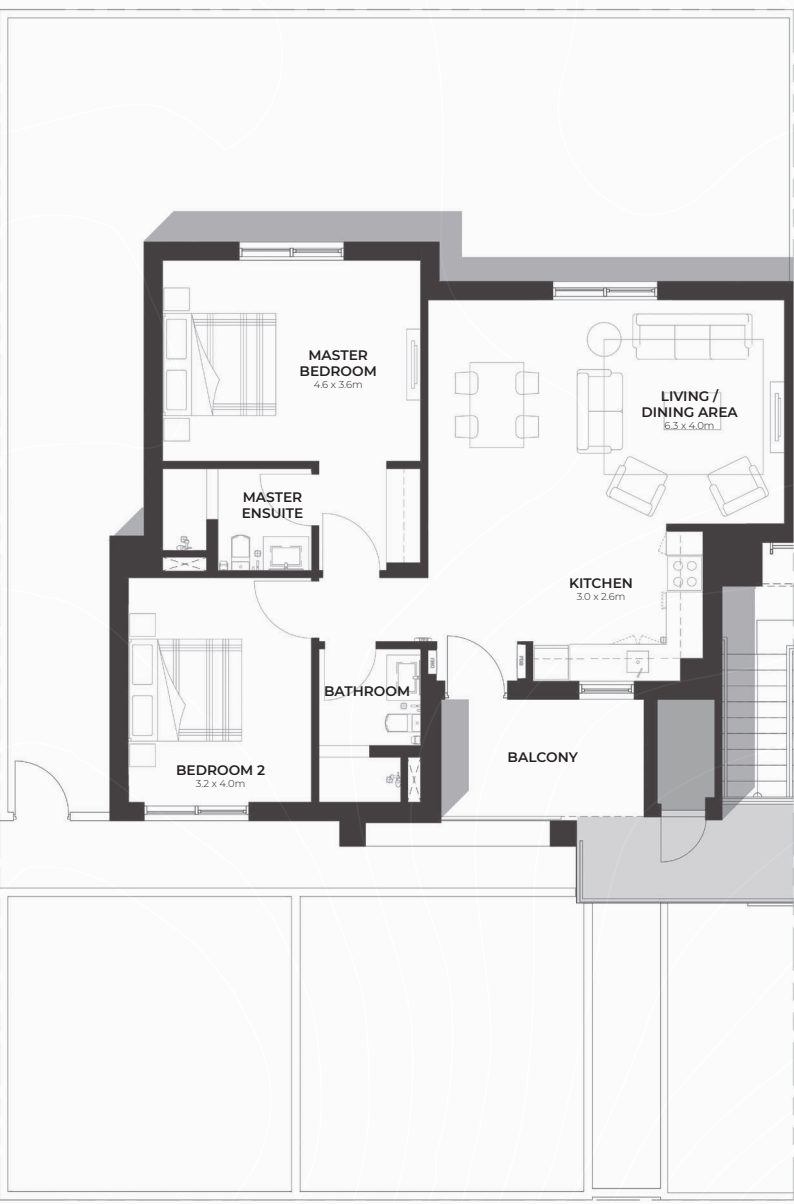 MASTER
BEDROOM
4.6 x 3.6m
LIVING /
DINING AREA
6.3 x 4.0m
MASTER
ENSUITE
KITCHEN
3.0 x 2.6m
BATHROOM
BALCONY
BEDROOM 2
3.2 x 4.0m